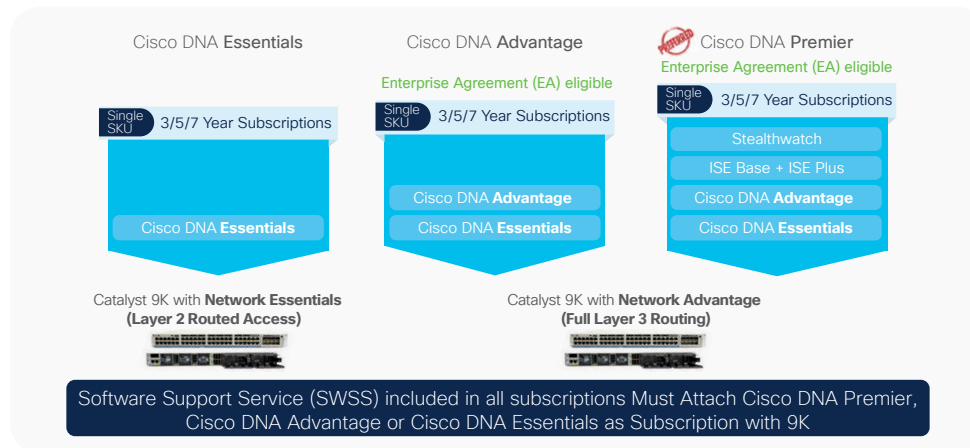 Cisco DNA Essentials
Single
SKU
3/5/7 Year Subscriptions
Cisco DNA Essentials
Cisco DNA Advantage
Enterprise Agreement (EA) eligible
Single
SKU
3/5/7 Year Subscriptions
Cisco DNA Advantage
Cisco DNA Essentials
PREFERRED
Cisco DNA Premier
Enterprise Agreement (EA) eligible
Single
SKU
3/5/7 Year Subscriptions
Stealthwatch
ISE Base + ISE Plus
Cisco DNA Advantage
Cisco DNA Essentials
Catalyst 9K with Network Essentials
(Layer 2 Routed Access)
Catalyst 9K with Network Advantage
(Full Layer 3 Routing)
Software Support Service (SWSS) included in all subscriptions Must Attach Cisco DNA Premier,
Cisco DNA Advantage or Cisco DNA Essentials as Subscription with 9K